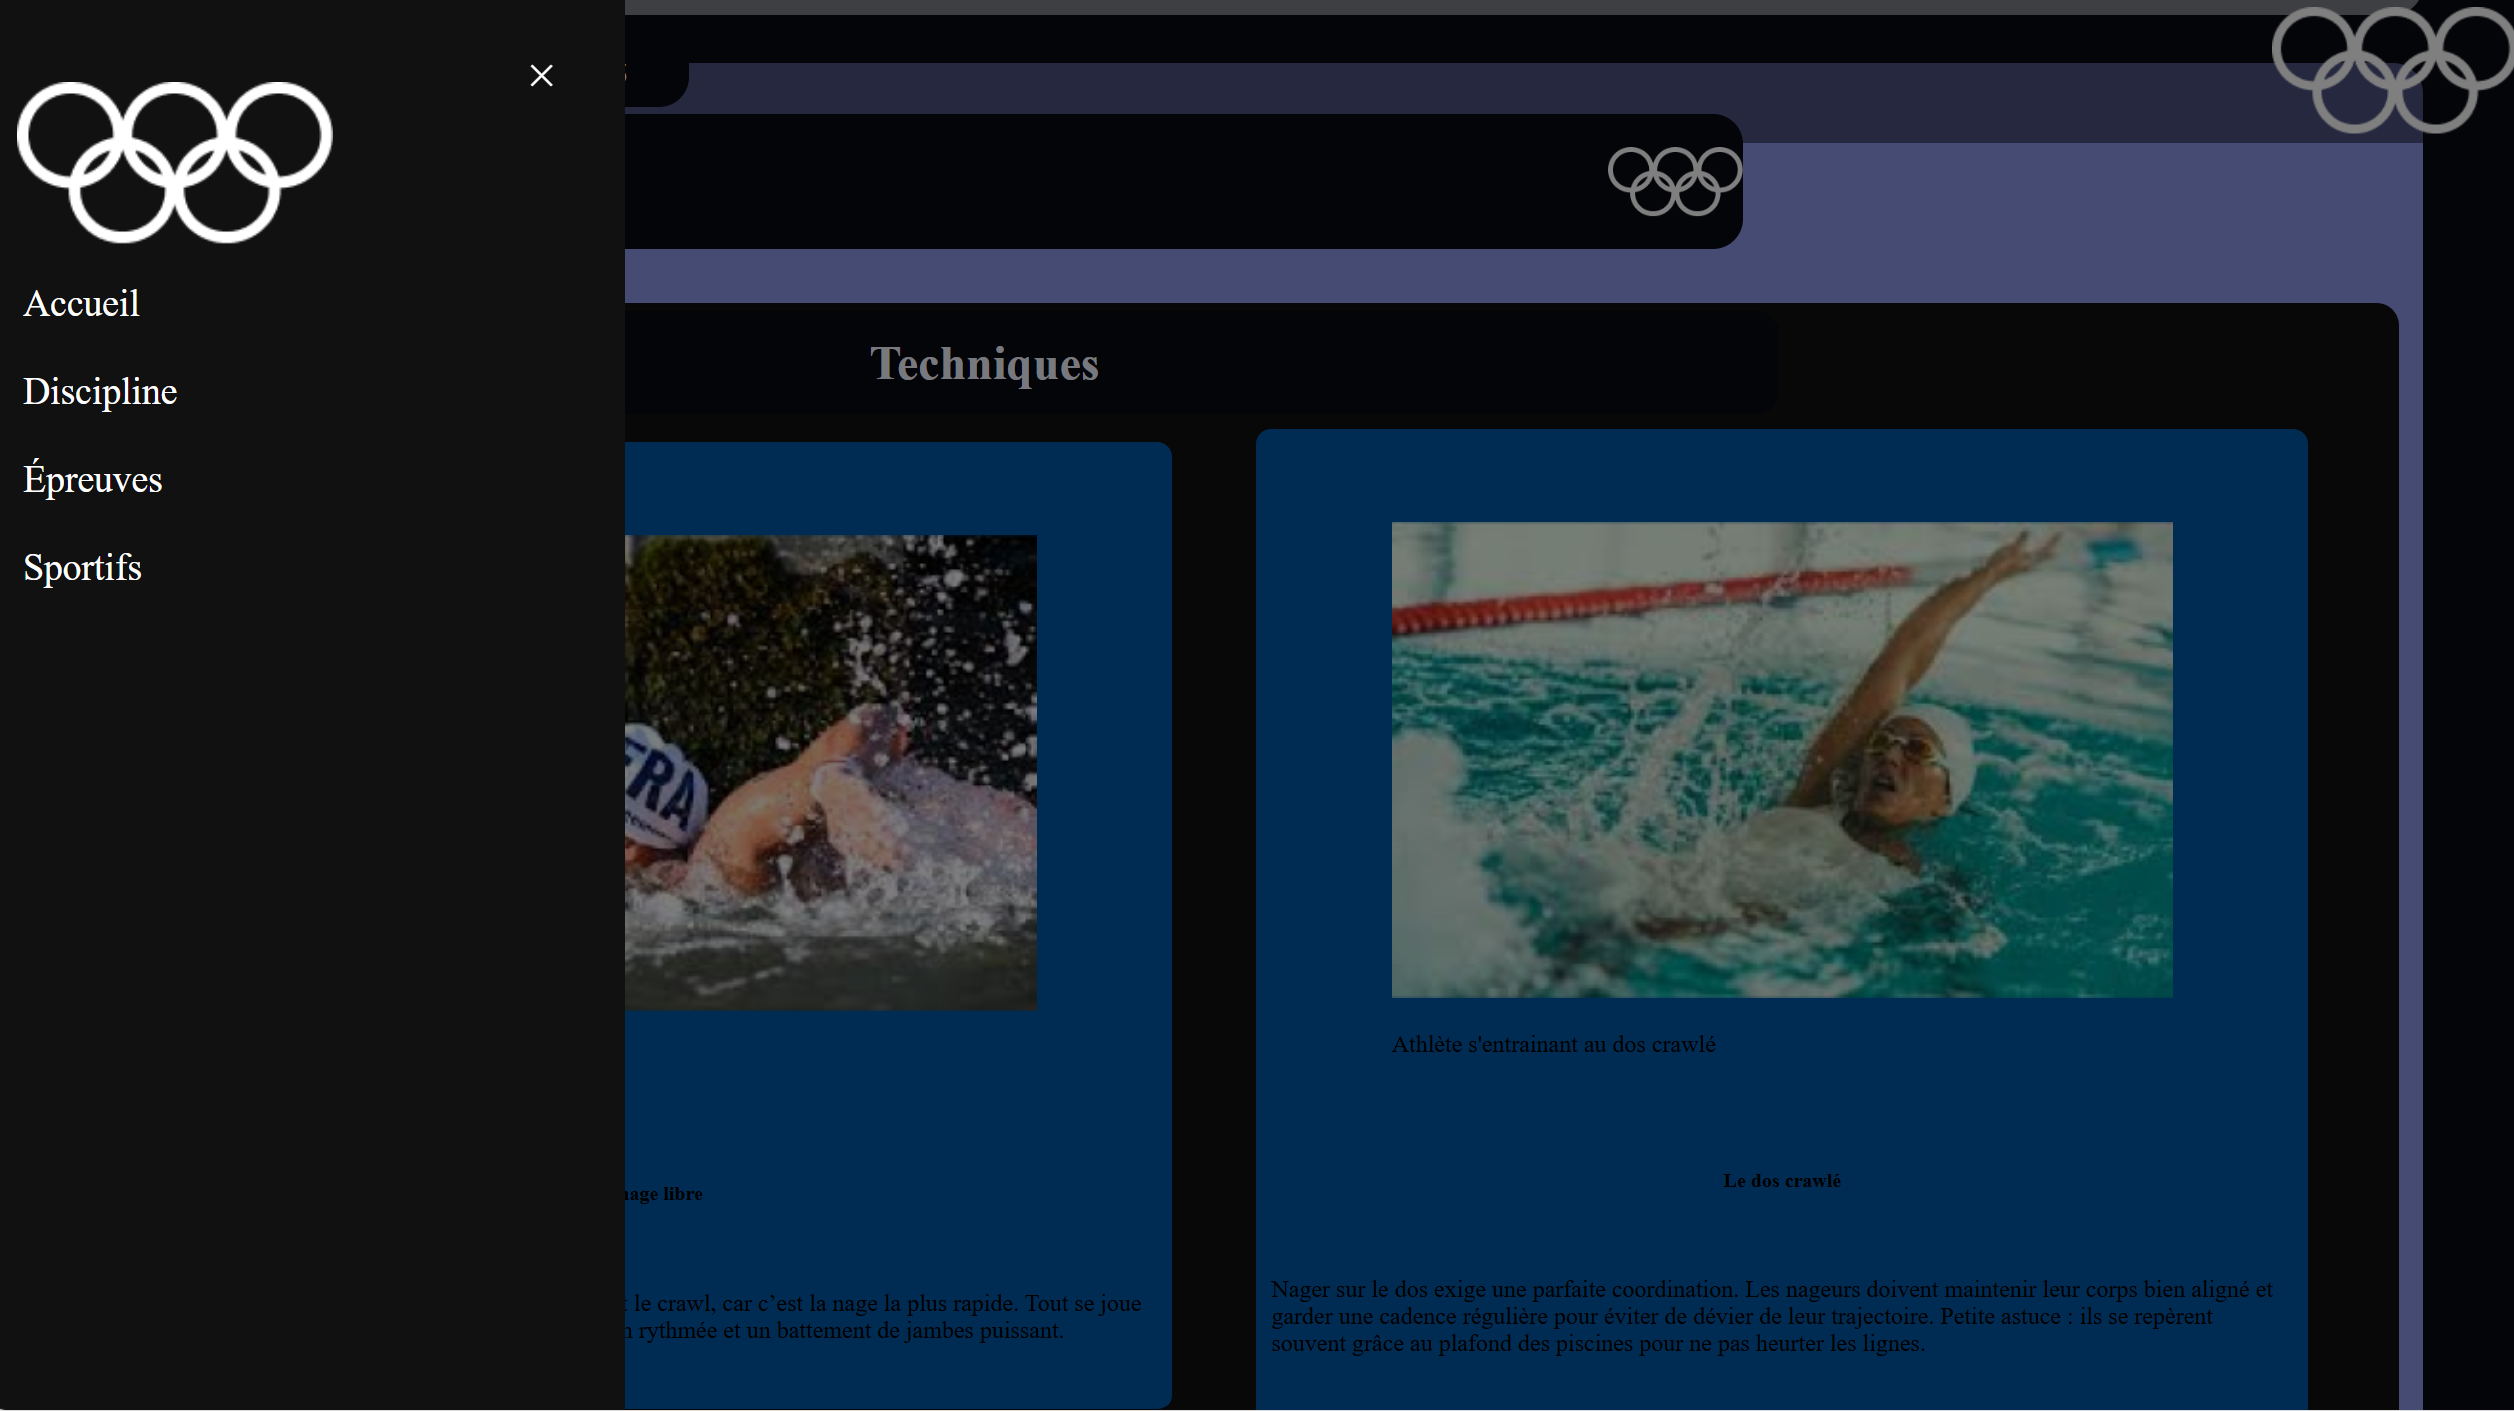 Accueil
Discipline
Épreuves
Sportifs
Techniques
FRA
Athlète s'entrainant au dos crawlé
nage libre
le crawl, car c’est la nage la plus rapide. Tout se joue
rythmée et un battement de jambes puissant.
Le dos crawlé
Nager sur le dos exige une parfaite coordination. Les nageurs doivent maintenir leur corps bien aligné et
garder une cadence régulière pour éviter de dévier de leur trajectoire. Petite astuce : ils se repèrent
souvent grâce au plafond des piscines pour ne pas heurter les lignes.